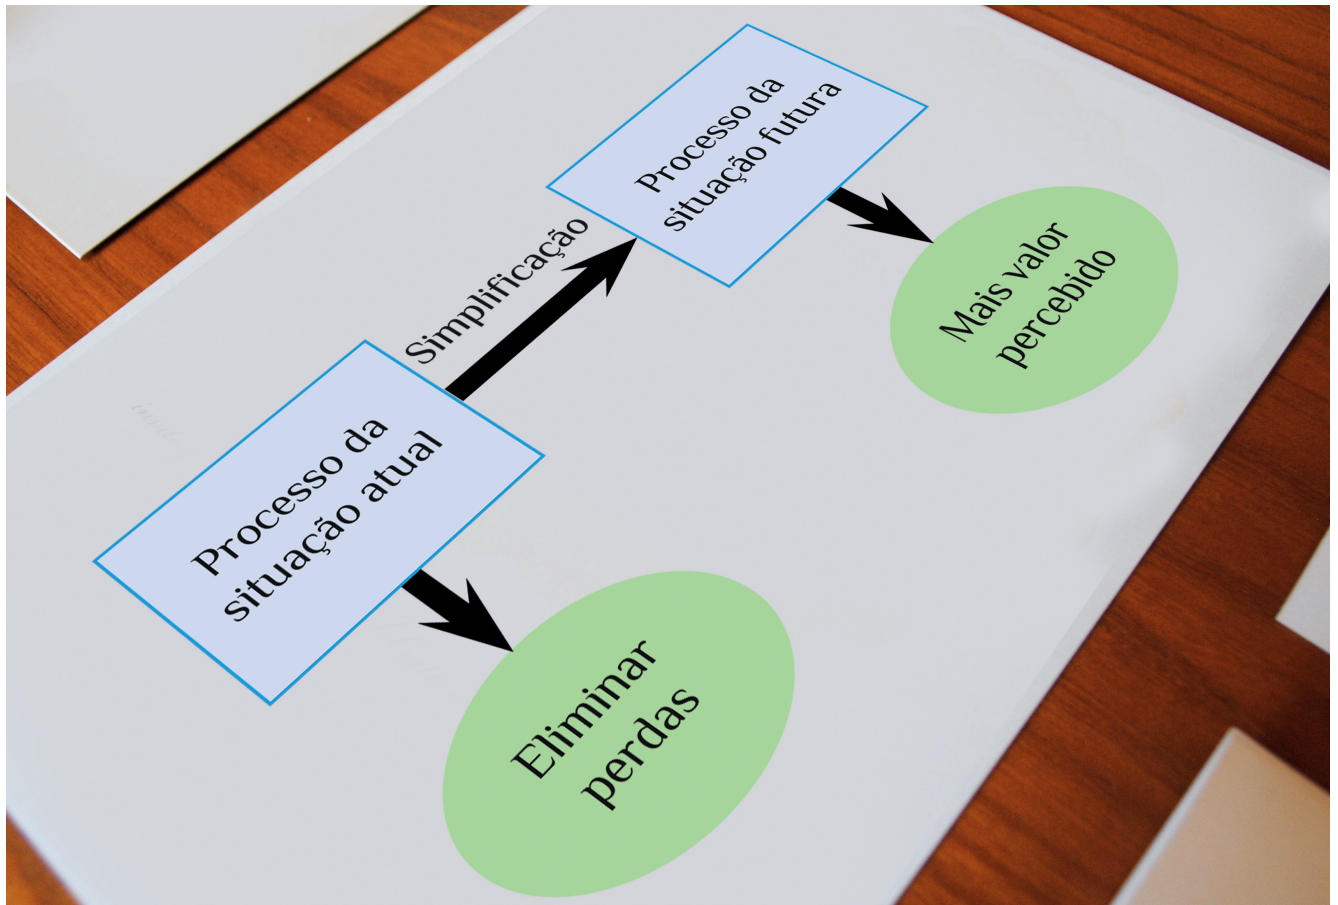 Processo da
situação atual
Simplificação
Processo da
situação futura
Eliminar
perdas
Mais valor
percebido